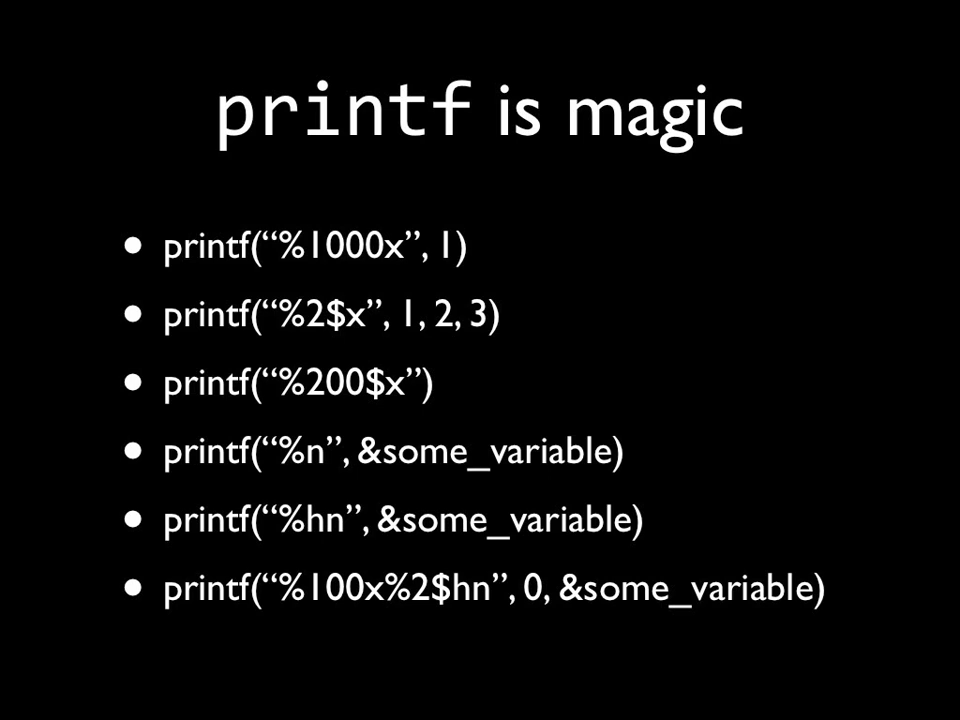 printf is magic
• printf(“%1000x”, 1)
• printf(“%2$x”, 1, 2, 3)
• printf(“%200$x”)
• printf(“%n”, &some_variable)
• printf(“%hn”, &some_variable)
• printf(“%100x%2$hn”, 0, &some_variable)